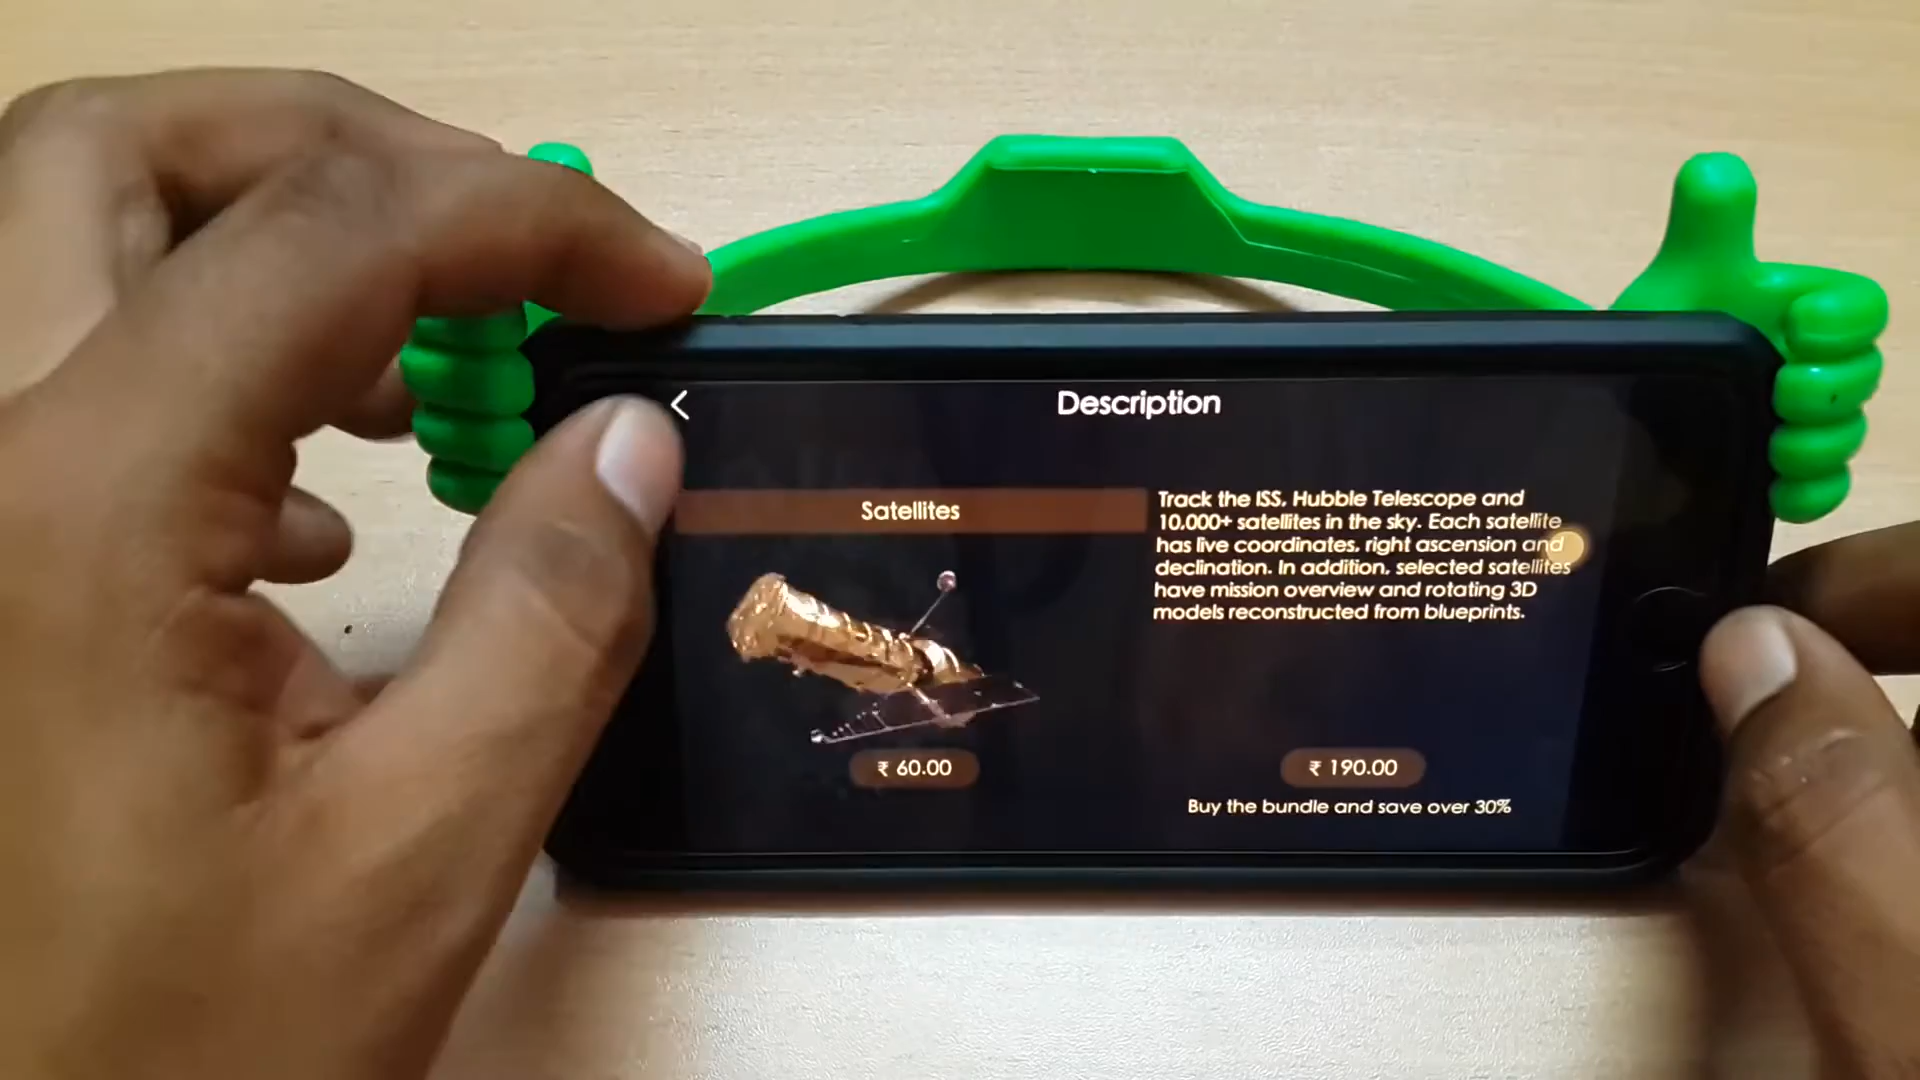 Description
Satellites
Track the ISS, Hubble Telescope and
10,000+ satellites in the sky. Each satellite
has live coordinates, right ascension and
declination. In addition, selected satellites
have mission overview and rotating 3D
models reconstructed from blueprints.
₹ 60.00
₹ 190.00
Buy the bundle and save over 30%